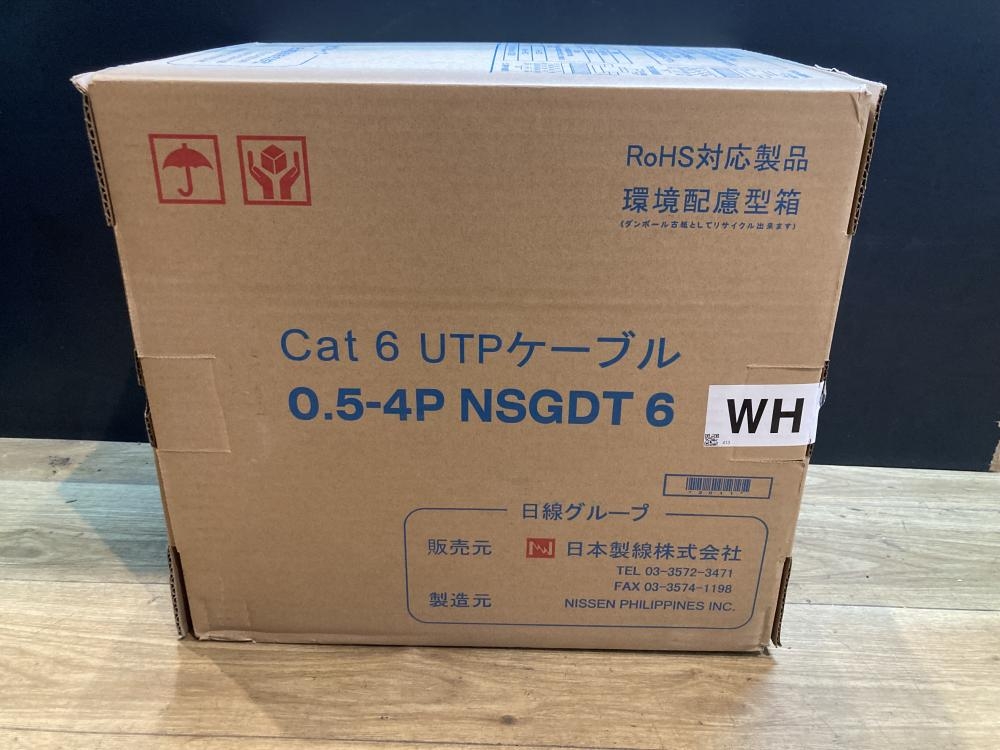 RoHS対応製品
環境配慮型箱
(ダンボール古紙としてリサイクル出来ます)
Cat 6 UTPケーブル
0.5-4P NSGDT 6
WH
日線グループ
販売元 日本製線株式会社
TEL 03-3572-3471
FAX 03-3574-1198
製造元 NISSEN PHILIPPINES INC.